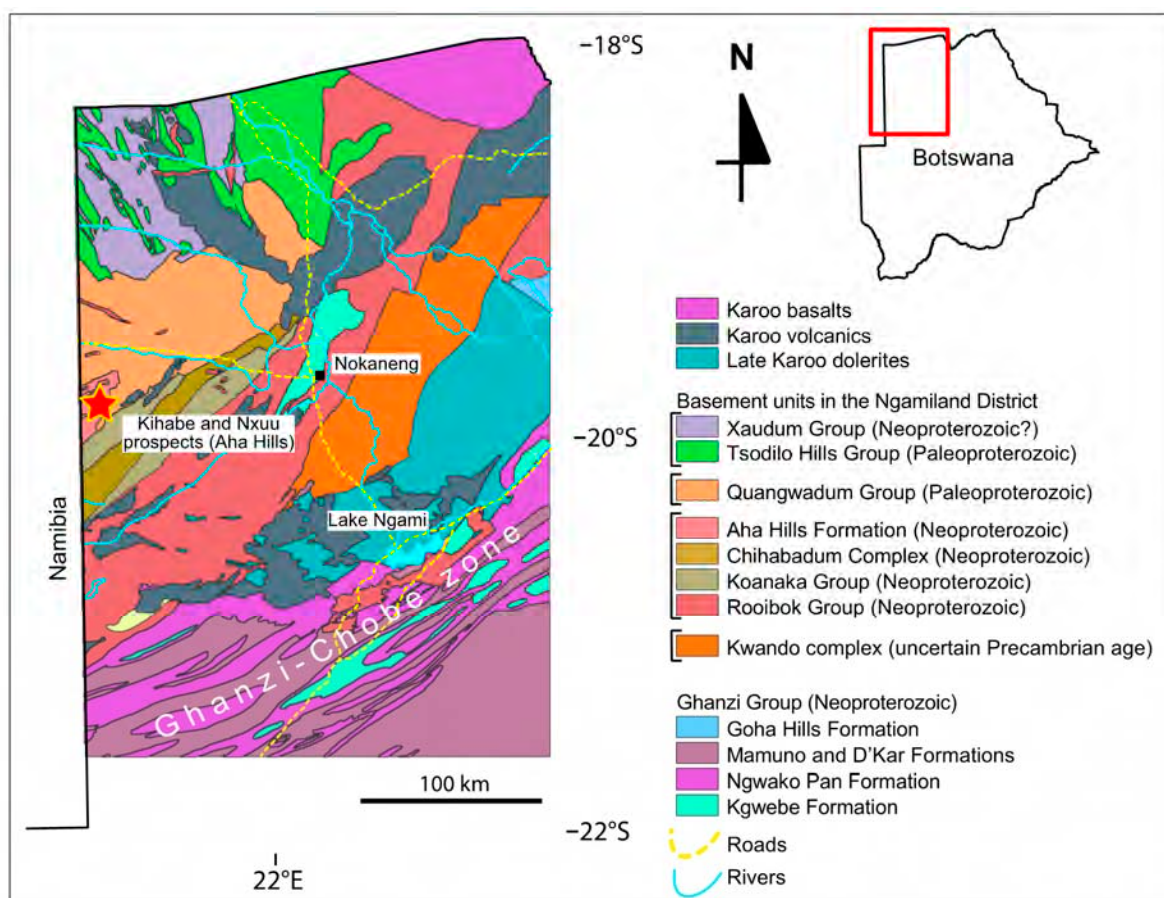 −18°S
N
Botswana
Karoo basalts
Karoo volcanics
Late Karoo dolerites
Nokaneng
Basement units in the Ngamiland District
Kihabe and Nxuu
prospects (Aha Hills)
Xaudum Group (Neoproterozoic?)
−20°S
Tsodilo Hills Group (Paleoproterozoic)
Quangwadum Group (Paleoproterozoic)
Namibia
Lake Ngami
Aha Hills Formation (Neoproterozoic)
Chihabadum Complex (Neoproterozoic)
Koanaka Group (Neoproterozoic)
Rooibok Group (Neoproterozoic)
Ghanzi-Chobe zone
Kwando complex (uncertain Precambrian age)
Ghanzi Group (Neoproterozoic)
Goha Hills Formation
Mamuno and D'Kar Formations
100 km
Ngwako Pan Formation
Kgwebe Formation
−22°S
Roads
22°E
Rivers